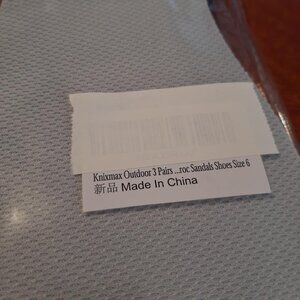 Knixmax Outdoor 3 Pairs ...roc Sandals Shoes Size 6
新品 Made In China